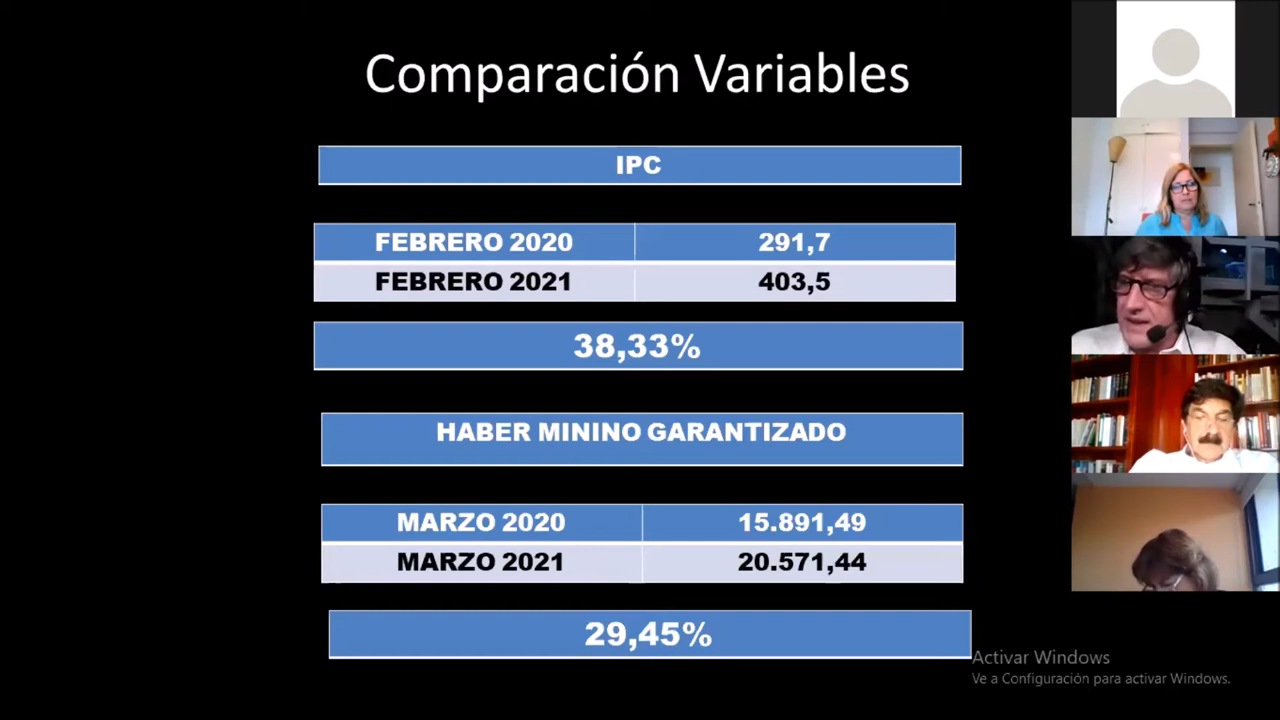 Comparación Variables
IPC
FEBRERO 2020 291,7
FEBRERO 2021 403,5
38,33%
HABER MININO GARANTIZADO
MARZO 2020 15.891,49
MARZO 2021 20.571,44
29,45%
Activar Windows
Ve a Configuración para activar Windows.